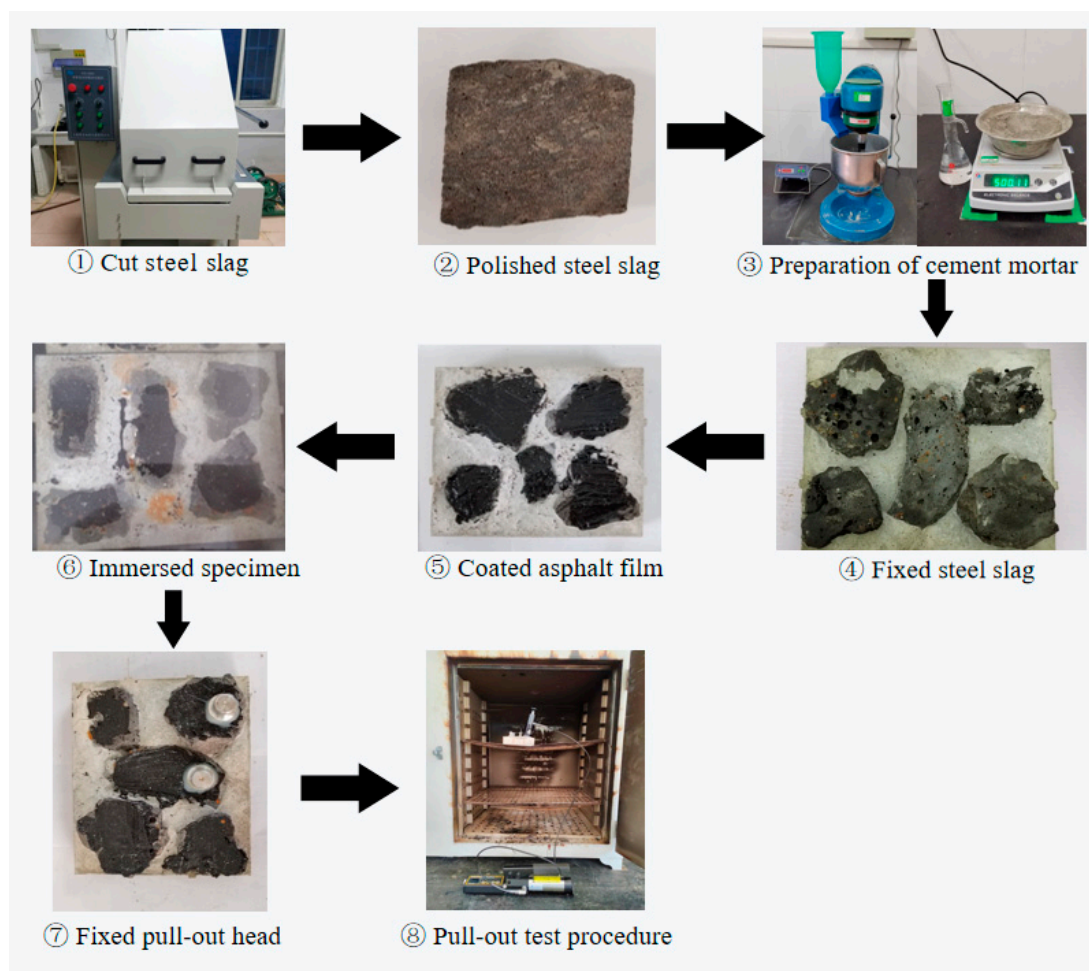 ① Cut steel slag
② Polished steel slag
③ Preparation of cement mortar
⑥ Immersed specimen
⑤ Coated asphalt film
④ Fixed steel slag
⑦ Fixed pull-out head
⑧ Pull-out test procedure